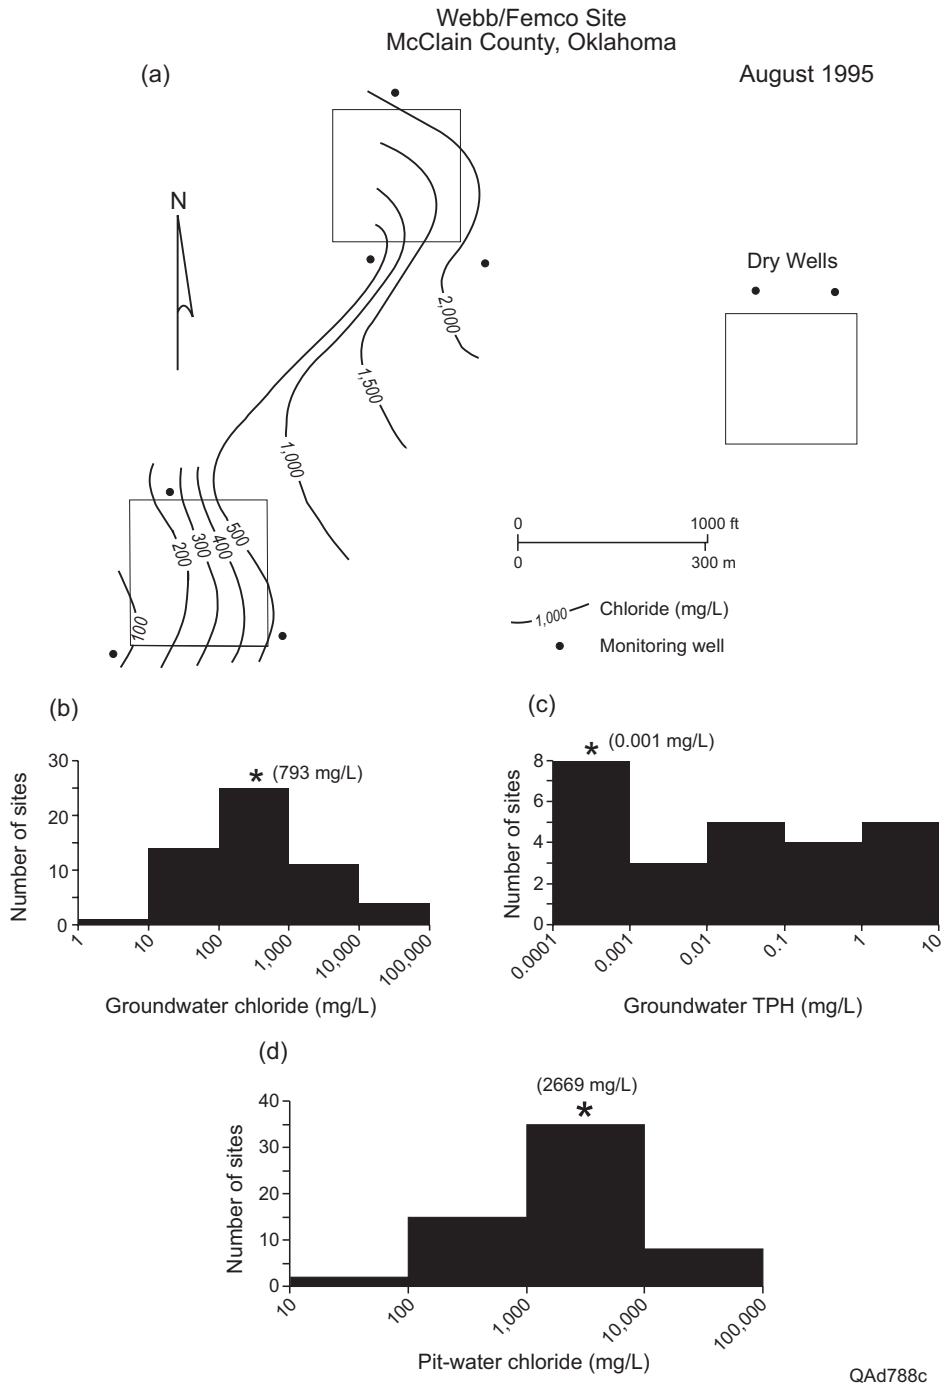 Webb/Femco Site
McClain County, Oklahoma
(a)
August 1995
N
Dry Wells
2,000
1,500
1,000
500
400
300
200
100
0 1000 ft
0 300 m
1,000 Chloride (mg/L)
Monitoring well
(b)
(793 mg/L)
*
Number of sites
30
20
10
0
1 10 100 1,000 10,000 100,000
Groundwater chloride (mg/L)
(c)
* (0.001 mg/L)
Number of sites
8
6
4
2
0
0.0001 0.001 0.01 0.1 1 10
Groundwater TPH (mg/L)
(d)
(2669 mg/L)
*
Number of sites
40
30
20
10
0
10 100 1,000 10,000 100,000
Pit-water chloride (mg/L)
QAd788c